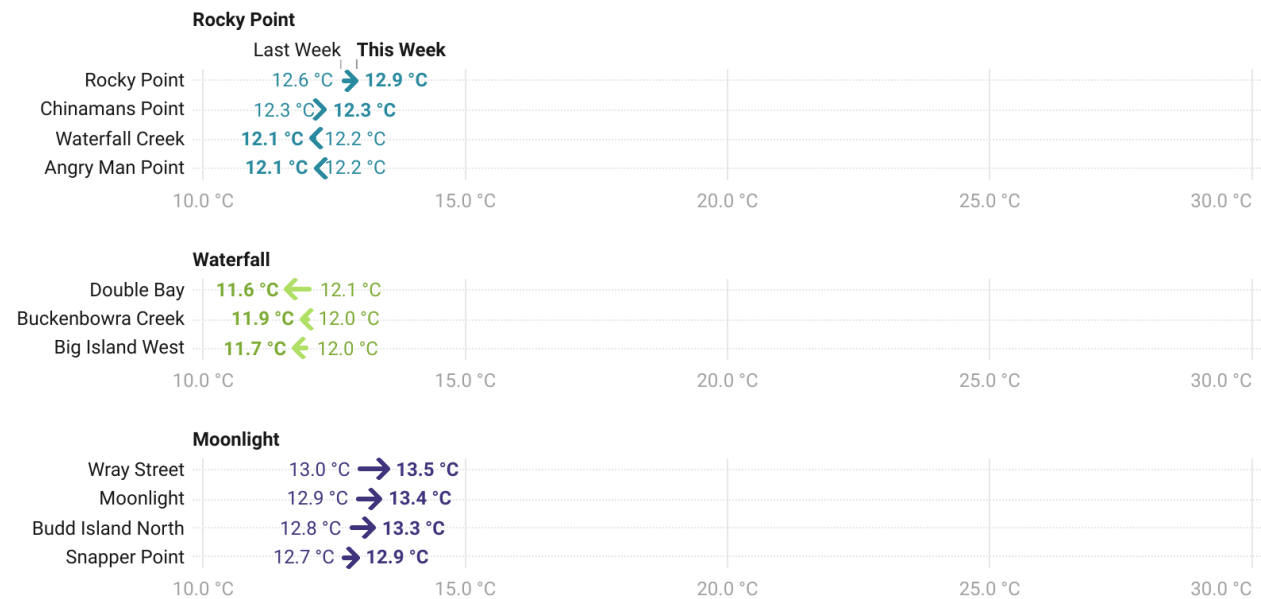 Rocky Point
Last Week This Week
Rocky Point 12.6 °C 12.9 °C
Chinamans Point 12.3 °C 12.3 °C
Waterfall Creek 12.1 °C 12.2 °C
Angry Man Point 12.1 °C 12.2 °C
10.0 °C 15.0 °C 20.0 °C 25.0 °C 30.0 °C
Waterfall
Double Bay 11.6 °C 12.1 °C
Buckenbowra Creek 11.9 °C 12.0 °C
Big Island West 11.7 °C 12.0 °C
10.0 °C 15.0 °C 20.0 °C 25.0 °C 30.0 °C
Moonlight
Wray Street 13.0 °C 13.5 °C
Moonlight 12.9 °C 13.4 °C
Budd Island North 12.8 °C 13.3 °C
Snapper Point 12.7 °C 12.9 °C
10.0 °C 15.0 °C 20.0 °C 25.0 °C 30.0 °C